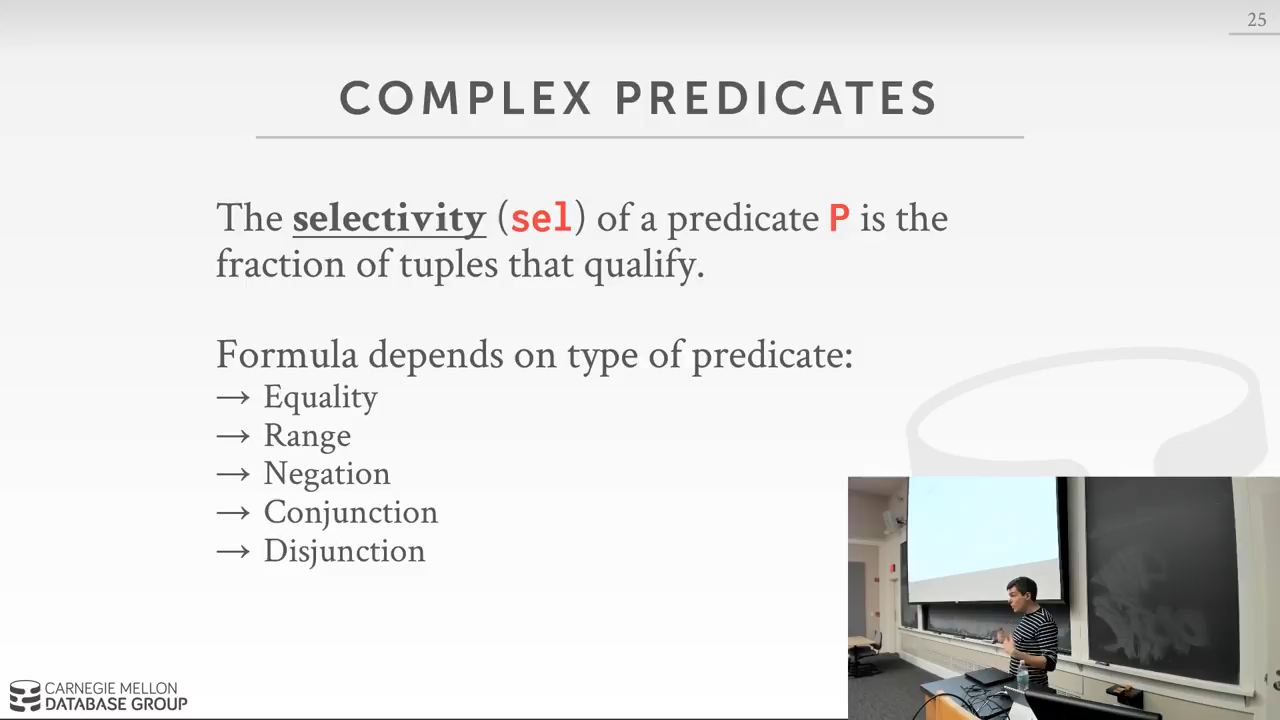 25
COMPLEX PREDICATES
The selectivity (sel) of a predicate P is the
fraction of tuples that qualify.
Formula depends on type of predicate:
→ Equality
→ Range
→ Negation
→ Conjunction
→ Disjunction
CARNEGIE MELLON
DATABASE GROUP